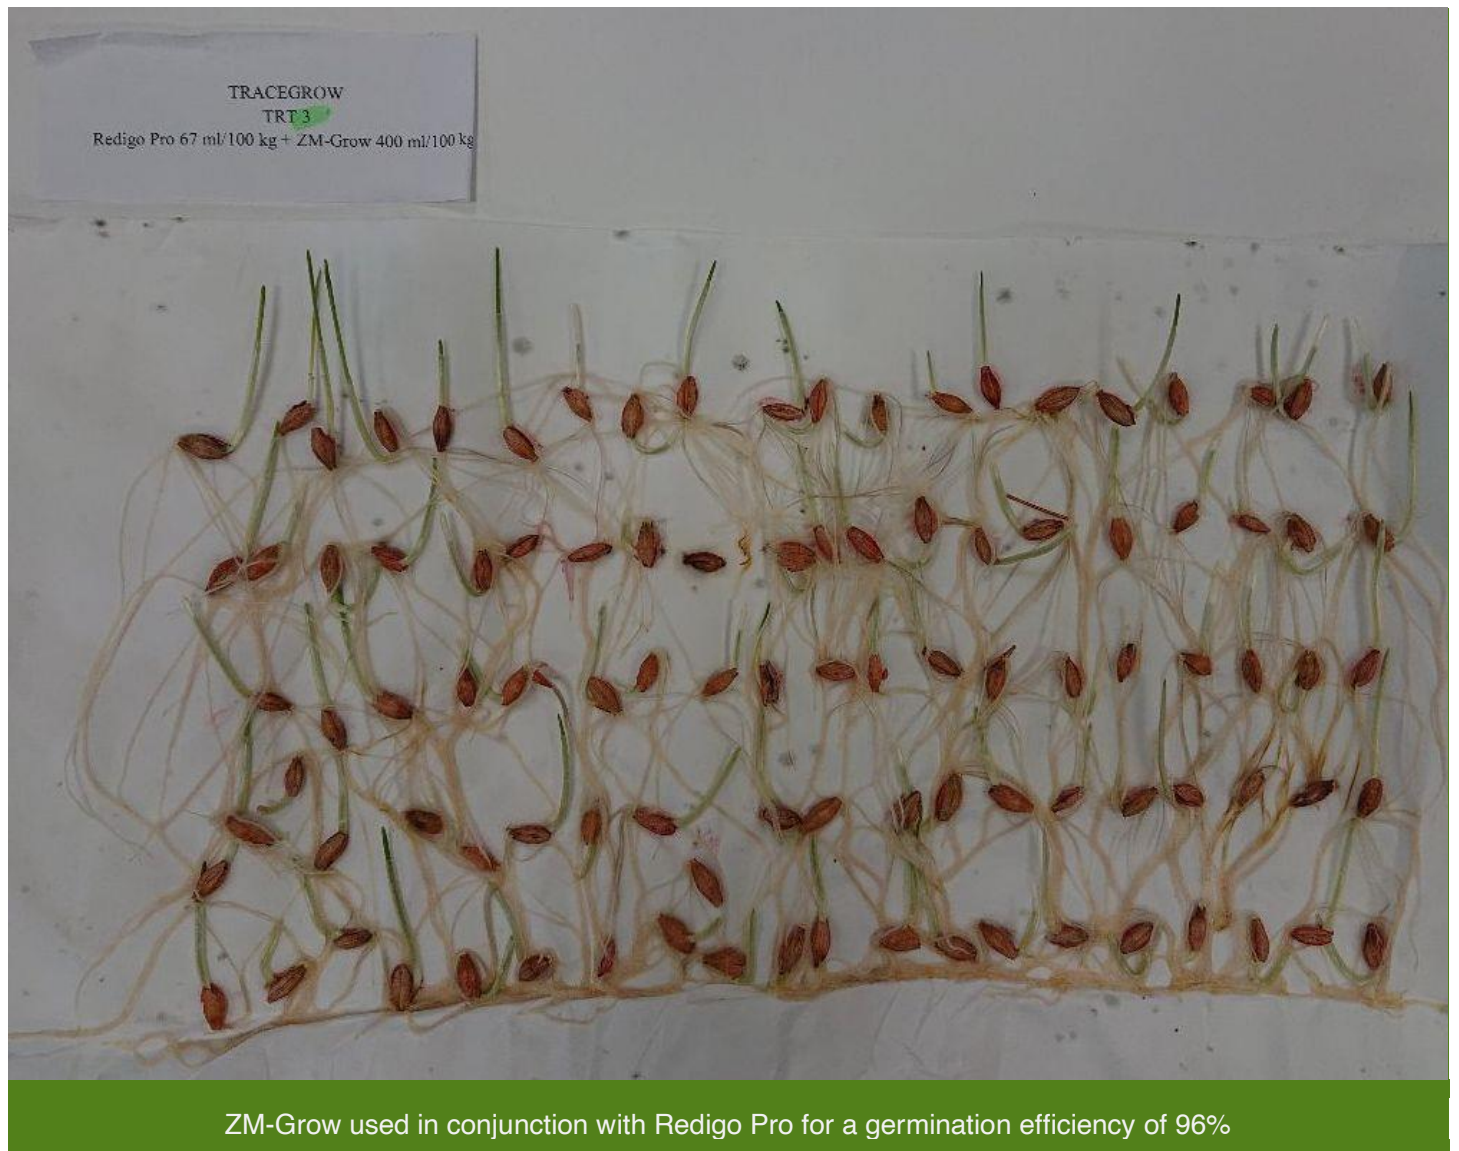 TRACEGROW
TRT 3
Redigo Pro 67 ml/100 kg + ZM-Grow 400 ml/100 kg
ZM-Grow used in conjunction with Redigo Pro for a germination efficiency of 96%